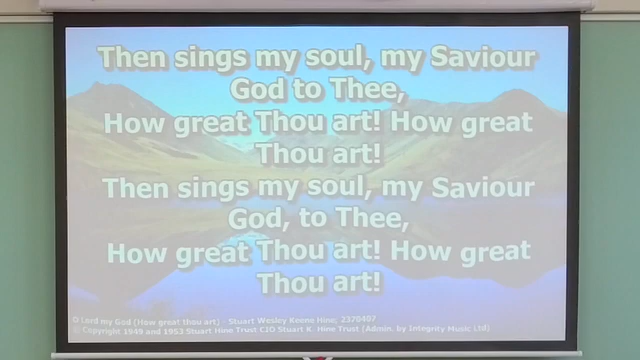 Then sings my soul, my Saviour
God to Thee,
How great Thou art! How great
Thou art!
Then sings my soul, my Saviour
God, to Thee,
How great Thou art! How great
Thou art!
O Lord my God (How great thou art) - Stuart Wesley Keene Hine; 2370407
© Copyright 1949 and 1953 Stuart Hine Trust CIO Stuart K Hine Trust (Admin. by Integrity Music Ltd)